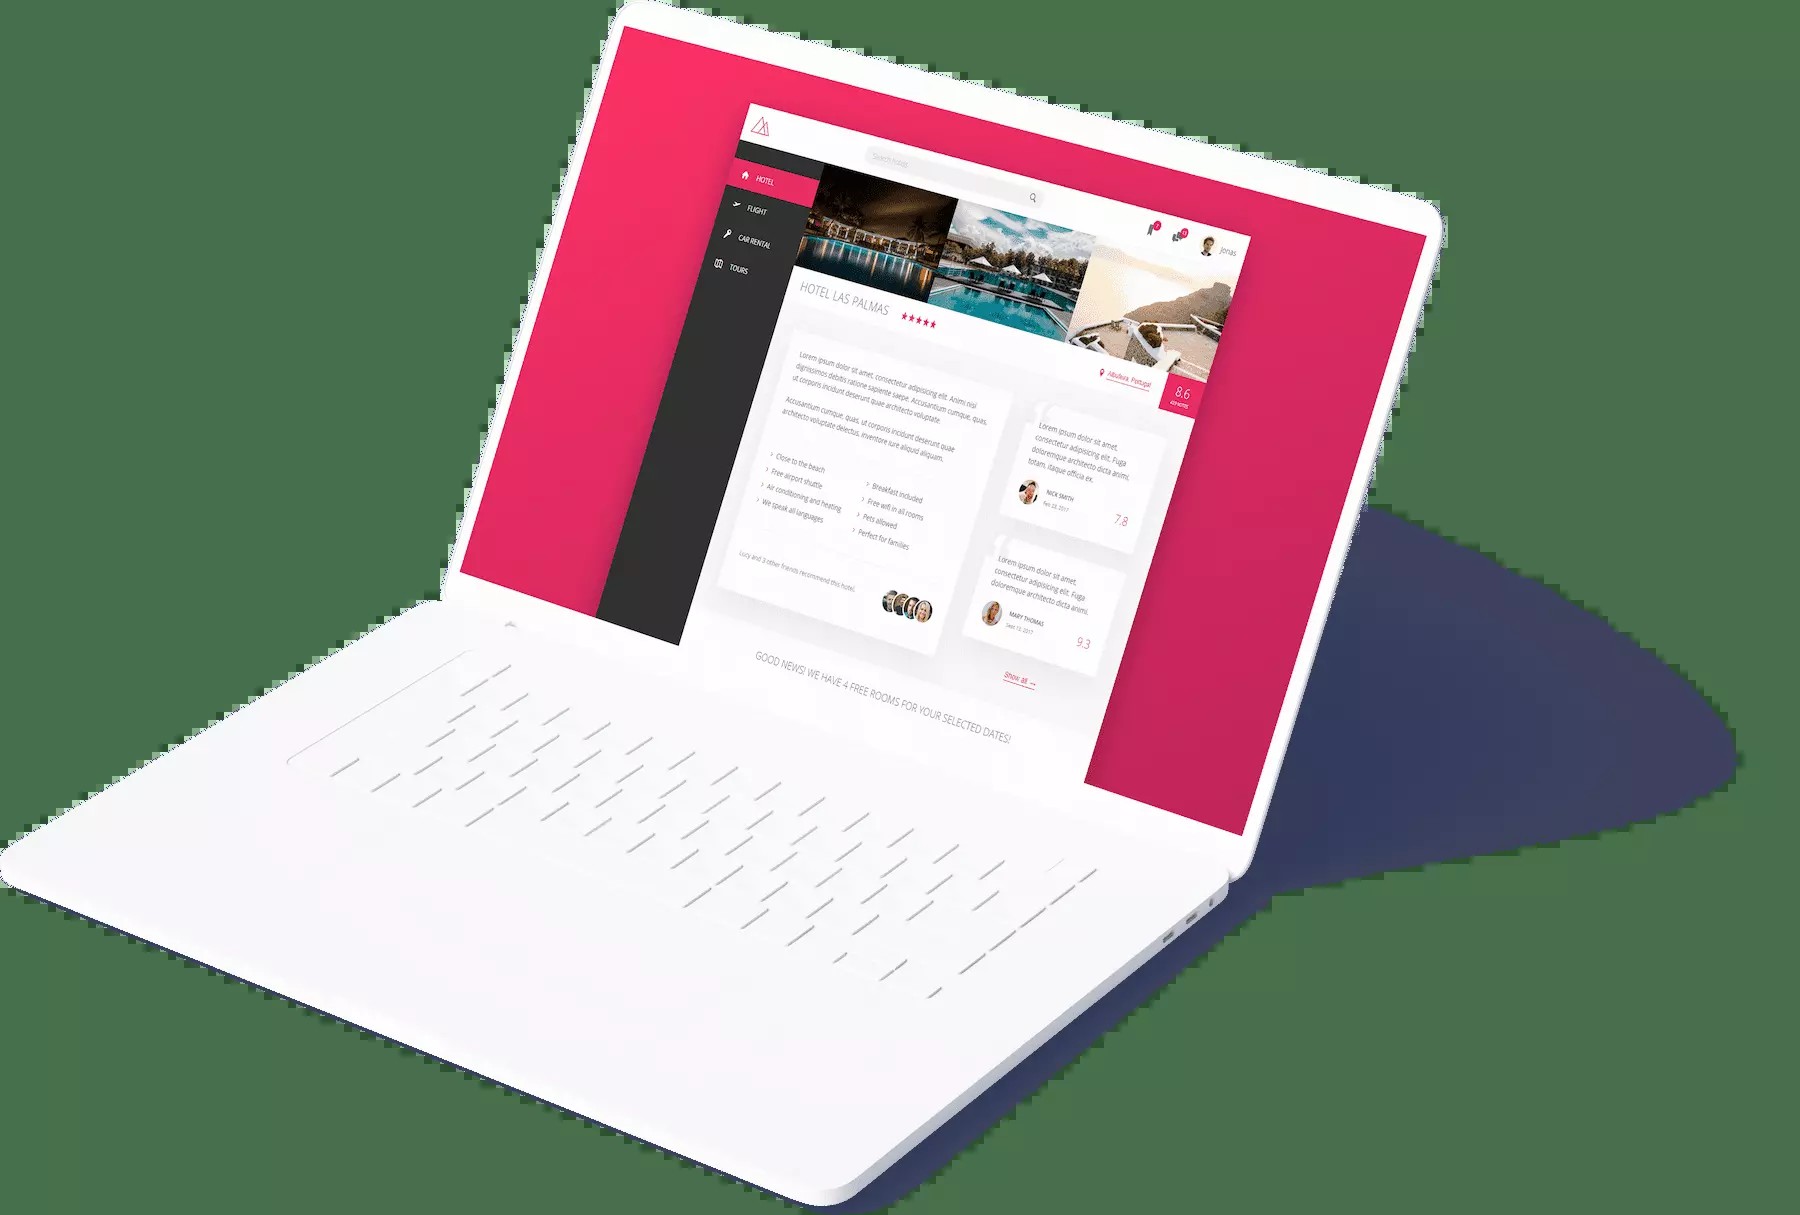 Search hotels
7
13
Jonas
HOTEL
FLIGHT
CAR RENTAL
TOURS
HOTEL LAS PALMAS
Albufeira, Portugal
8.6
Lorem ipsum dolor sit amet, consectetur adipisicing elit. Animi nisi
dignissimos debitis ratione sapiente saepe. Accusantium cumque, quas,
ut corporis incidunt deserunt quae architecto voluptate.
Accusantium cumque, quas, ut corporis incidunt deserunt quae
architecto voluptate delectus, inventore iure aliquid aliquam.
Close to the beach
Free airport shuttle
Air conditioning and heating
We speak all languages
Breakfast included
Free wifi in all rooms
Pets allowed
Perfect for families
Lucy and 3 other friends recommend this hotel.
Lorem ipsum dolor sit amet,
consectetur adipisicing elit. Fuga
doloremque architecto dicta animi,
totam, itaque officia ex.
NICK SMITH
Feb 23, 2017
7.8
Lorem ipsum dolor sit amet,
consectetur adipisicing elit. Fuga
doloremque architecto dicta animi.
MARY THOMAS
Sept 13, 2017
9.3
Show all →
GOOD NEWS! WE HAVE 4 FREE ROOMS FOR YOUR SELECTED DATES!